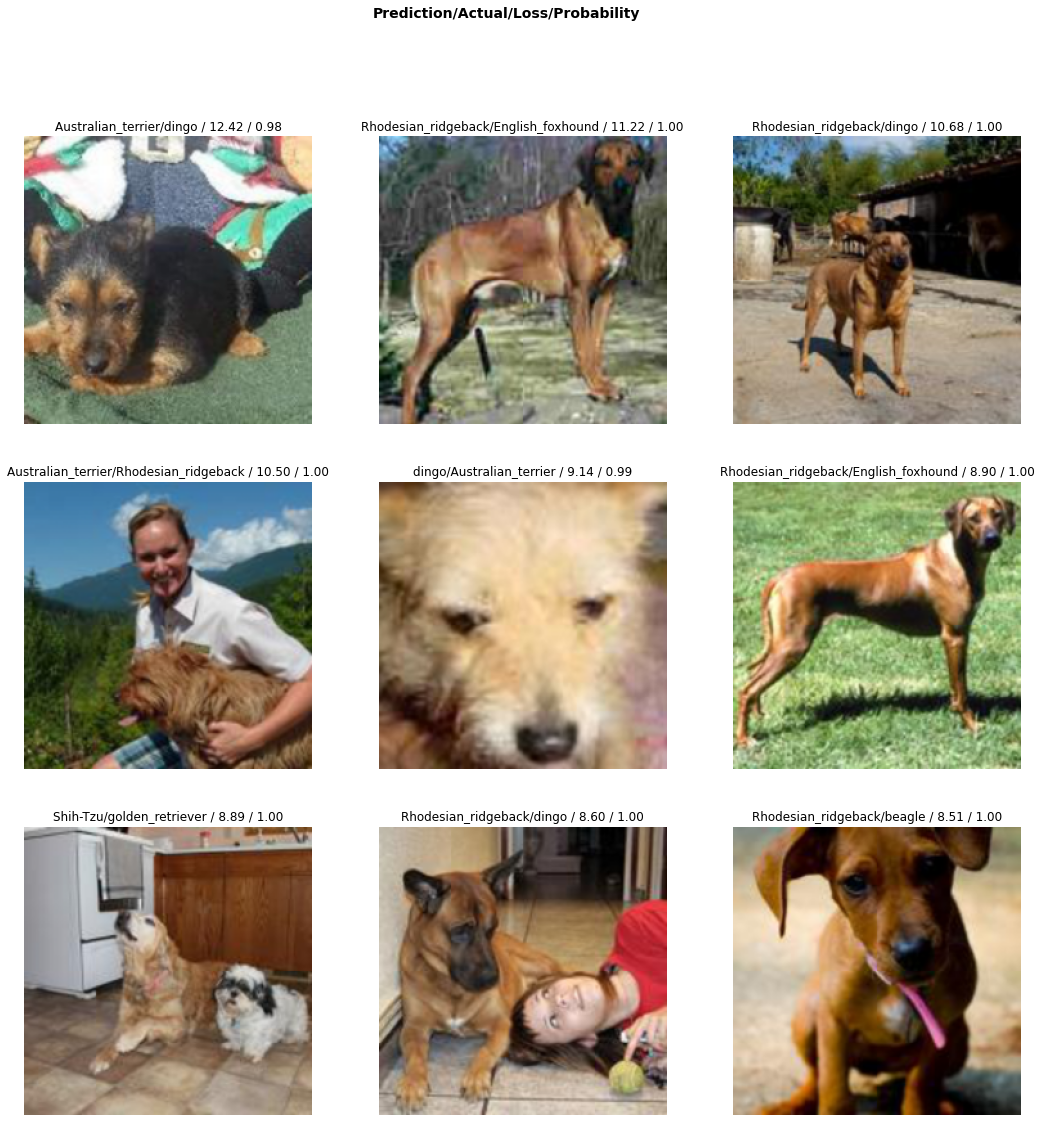 Prediction/Actual/Loss/Probability
Australian_terrier/dingo / 12.42 / 0.98
Rhodesian_ridgeback/English_foxhound / 11.22 / 1.00
Rhodesian_ridgeback/dingo / 10.68 / 1.00
Australian_terrier/Rhodesian_ridgeback / 10.50 / 1.00
dingo/Australian_terrier / 9.14 / 0.99
Rhodesian_ridgeback/English_foxhound / 8.90 / 1.00
Shih-Tzu/golden_retriever / 8.89 / 1.00
Rhodesian_ridgeback/dingo / 8.60 / 1.00
Rhodesian_ridgeback/beagle / 8.51 / 1.00